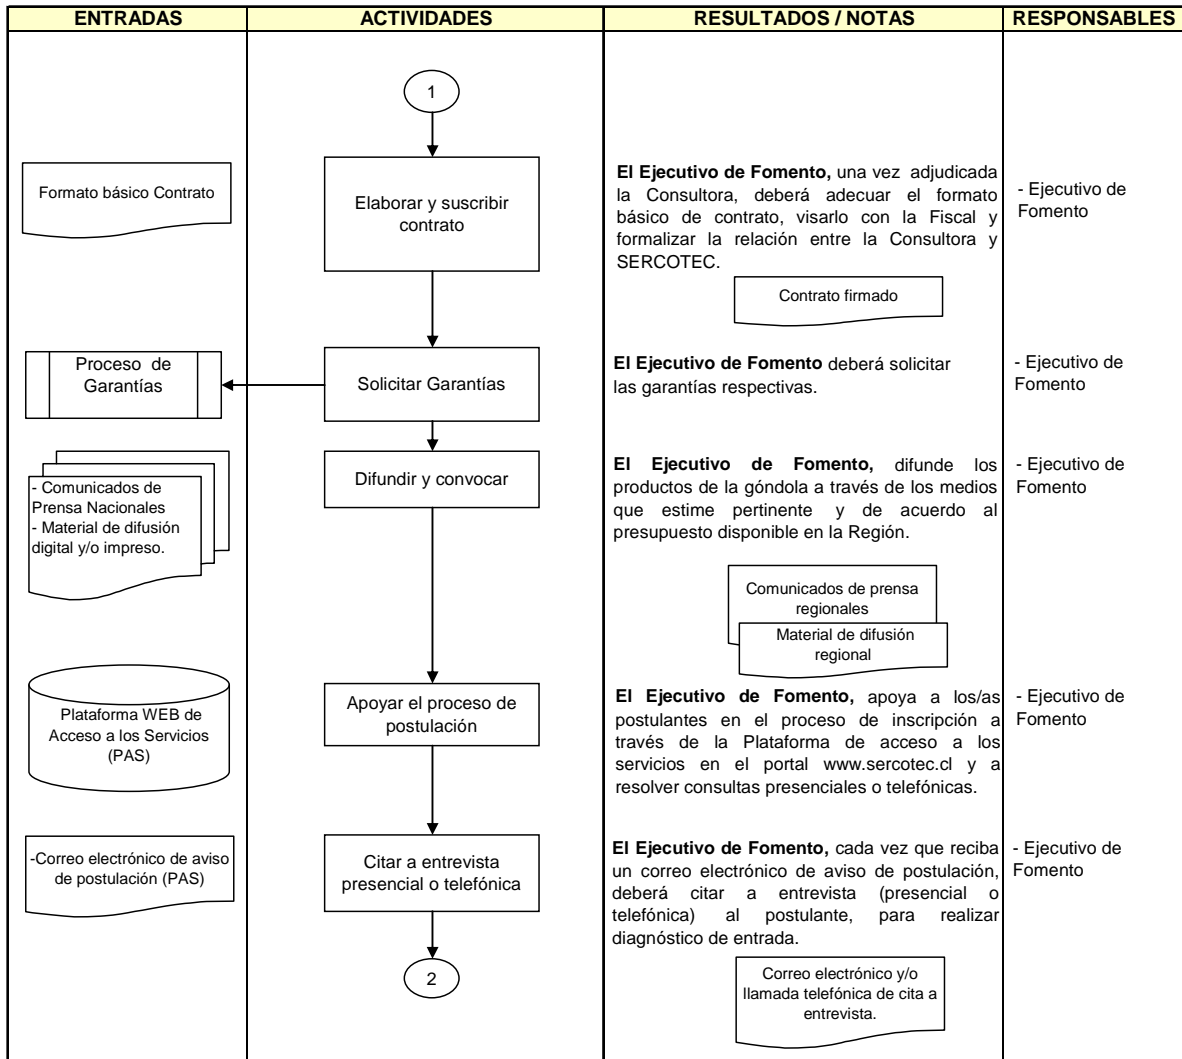 ENTRADAS ACTIVIDADES RESULTADOS / NOTAS RESPONSABLES
1
Formato básico Contrato
Elaborar y suscribir
contrato
El Ejecutivo de Fomento, una vez adjudicada
la Consultora, deberá adecuar el formato
básico de contrato, visarlo con la Fiscal y
formalizar la relación entre la Consultora y
SERCOTEC.
Contrato firmado
- Ejecutivo de
Fomento
Proceso de
Garantías
Solicitar Garantías
El Ejecutivo de Fomento deberá solicitar
las garantías respectivas.
- Ejecutivo de
Fomento
- Comunicados de
Prensa Nacionales
- Material de difusión
digital y/o impreso.
Difundir y convocar
El Ejecutivo de Fomento, difunde los
productos de la góndola a través de los medios
que estime pertinente y de acuerdo al
presupuesto disponible en la Región.
Comunicados de prensa
regionales
Material de difusión
regional
- Ejecutivo de
Fomento
Plataforma WEB de
Acceso a los Servicios
(PAS)
Apoyar el proceso de
postulación
El Ejecutivo de Fomento, apoya a los/as
postulantes en el proceso de inscripción a
través de la Plataforma de acceso a los
servicios en el portal www.sercotec.cl y a
resolver consultas presenciales o telefónicas.
- Ejecutivo de
Fomento
-Correo electrónico de aviso
de postulación (PAS)
Citar a entrevista
presencial o telefónica
El Ejecutivo de Fomento, cada vez que reciba
un correo electrónico de aviso de postulación,
deberá citar a entrevista (presencial o
telefónica) al postulante, para realizar
diagnóstico de entrada.
Correo electrónico y/o
llamada telefónica de cita a
entrevista.
- Ejecutivo de
Fomento
2